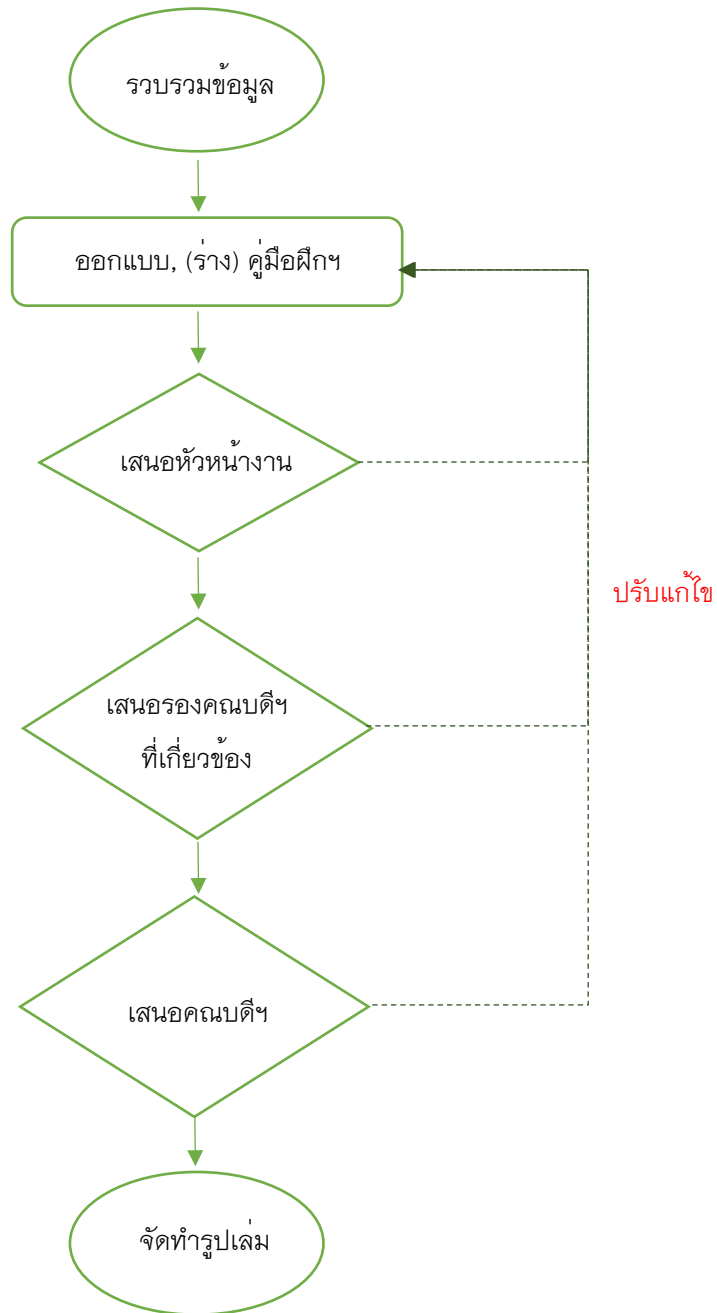 รวบรวมข้อมูล
ออกแบบ, (ร่าง) คู่มือฝึกฯ
เสนอหัวหน้างาน
ปรับแก้ไข
เสนอรองคณบดีฯ
ที่เกี่ยวข้อง
เสนอคณบดีฯ
จัดทำรูปเล่ม